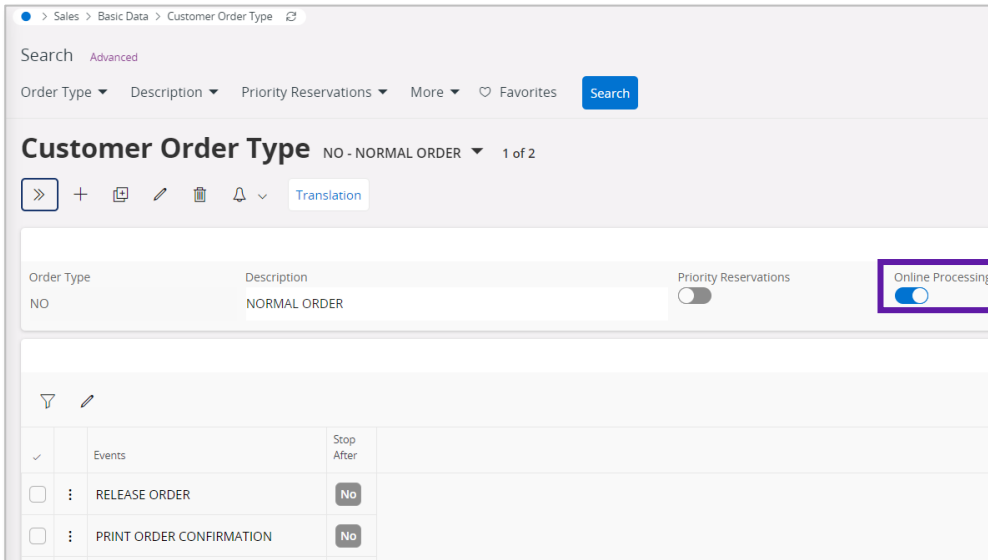 > Sales > Basic Data > Customer Order Type
Search Advanced
Order Type Description Priority Reservations More Favorites Search
Customer Order Type NO - NORMAL ORDER 1 of 2
Translation
Order Type Description Priority Reservations Online Processing
NO NORMAL ORDER
Events Stop After
RELEASE ORDER No
PRINT ORDER CONFIRMATION No